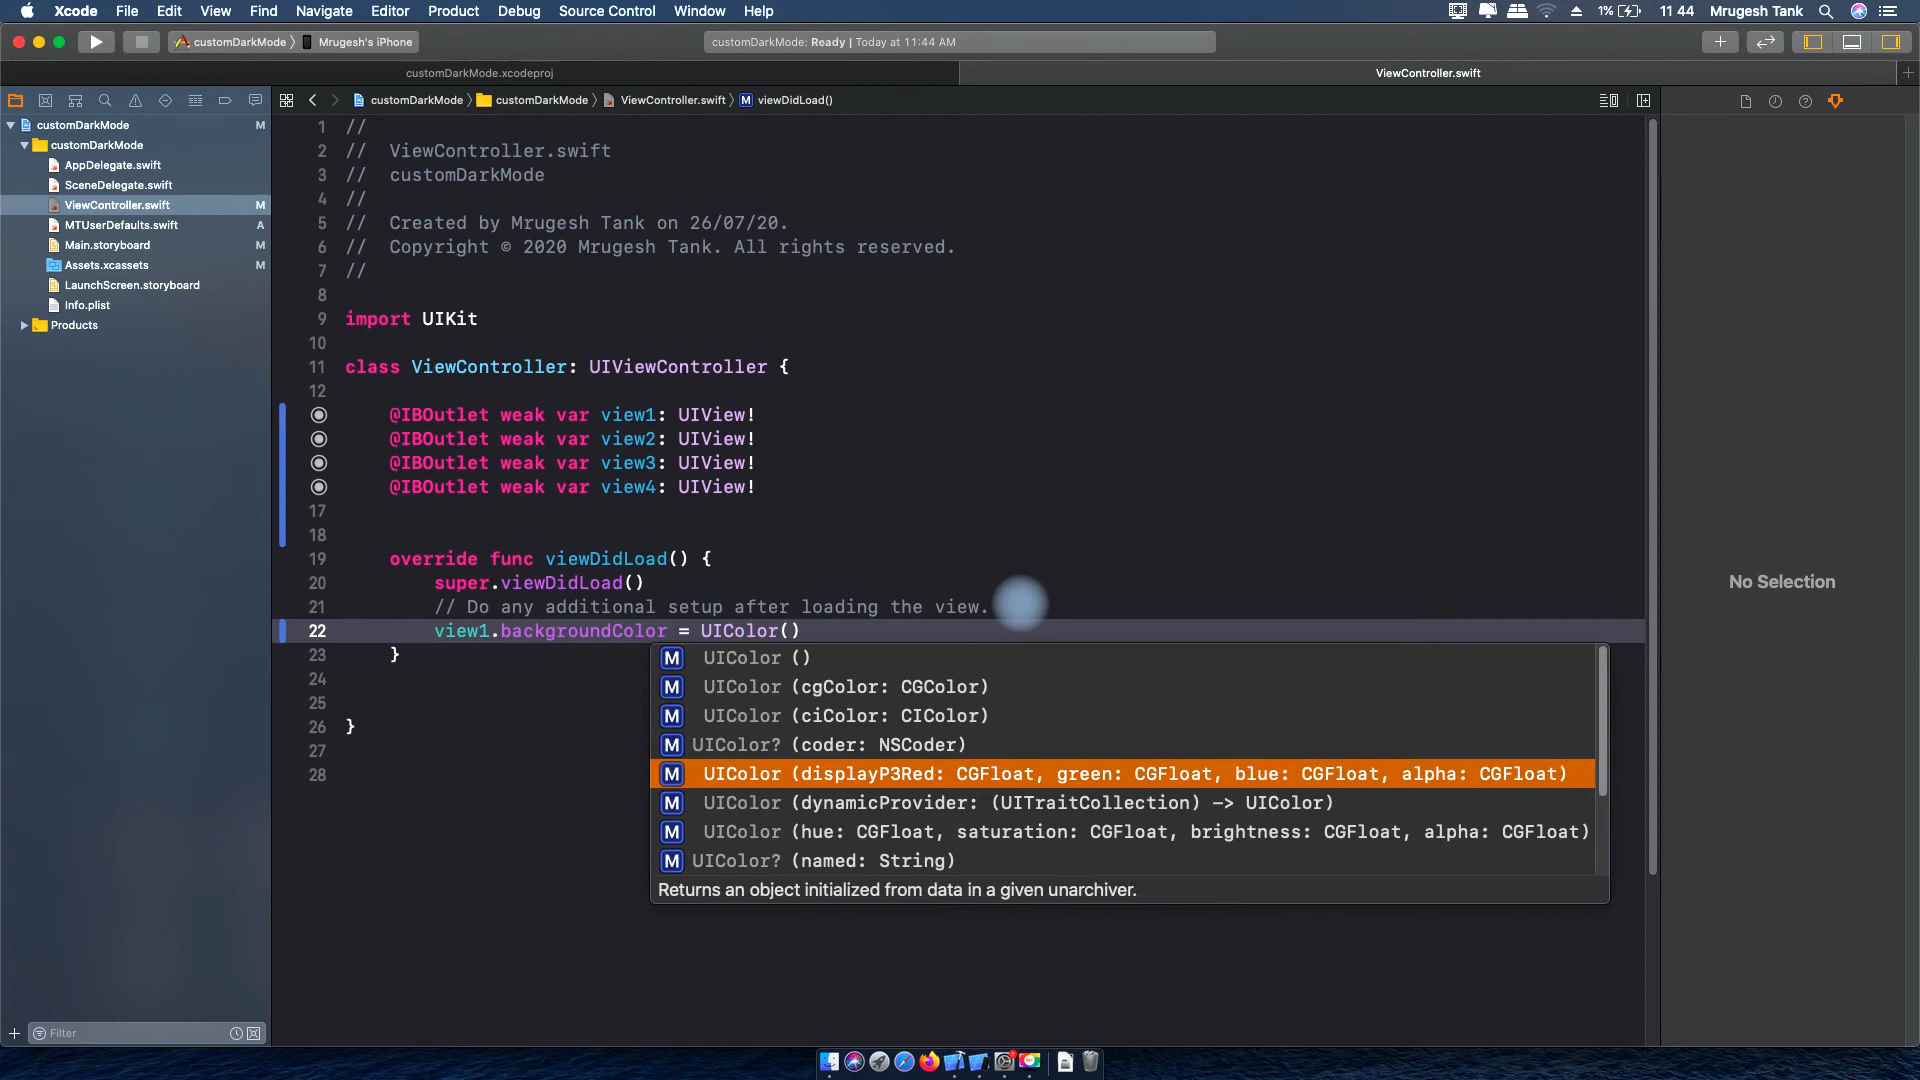 Xcode File Edit View Find Navigate Editor Product Debug Source Control Window Help 1% 11 44 Mrugesh Tank
customDarkMode Mrugesh's iPhone customDarkMode: Ready | Today at 11:44 AM
customDarkMode.xcodeproj ViewController.swift
customDarkMode customDarkMode ViewController.swift M viewDidLoad()
customDarkMode M
customDarkMode
AppDelegate.swift
SceneDelegate.swift
ViewController.swift M
MTUserDefaults.swift A
Main.storyboard M
Assets.xcassets M
LaunchScreen.storyboard
Info.plist
Products
1 //
2 // ViewController.swift
3 // customDarkMode
4 //
5 // Created by Mrugesh Tank on 26/07/20.
6 // Copyright © 2020 Mrugesh Tank. All rights reserved.
7 //
8
9 import UIKit
10
11 class ViewController: UIViewController {
12
@IBOutlet weak var view1: UIView!
@IBOutlet weak var view2: UIView!
@IBOutlet weak var view3: UIView!
@IBOutlet weak var view4: UIView!
17
18
19 override func viewDidLoad() {
20 super.viewDidLoad()
21 // Do any additional setup after loading the view.
22 view1.backgroundColor = UIColor()
23 }
24
25
26 }
27
28
M UIColor ()
M UIColor (cgColor: CGColor)
M UIColor (ciColor: CIColor)
M UIColor? (coder: NSCoder)
M UIColor (displayP3Red: CGFloat, green: CGFloat, blue: CGFloat, alpha: CGFloat)
M UIColor (dynamicProvider: (UITraitCollection) -> UIColor)
M UIColor (hue: CGFloat, saturation: CGFloat, brightness: CGFloat, alpha: CGFloat)
M UIColor? (named: String)
Returns an object initialized from data in a given unarchiver.
No Selection
Filter